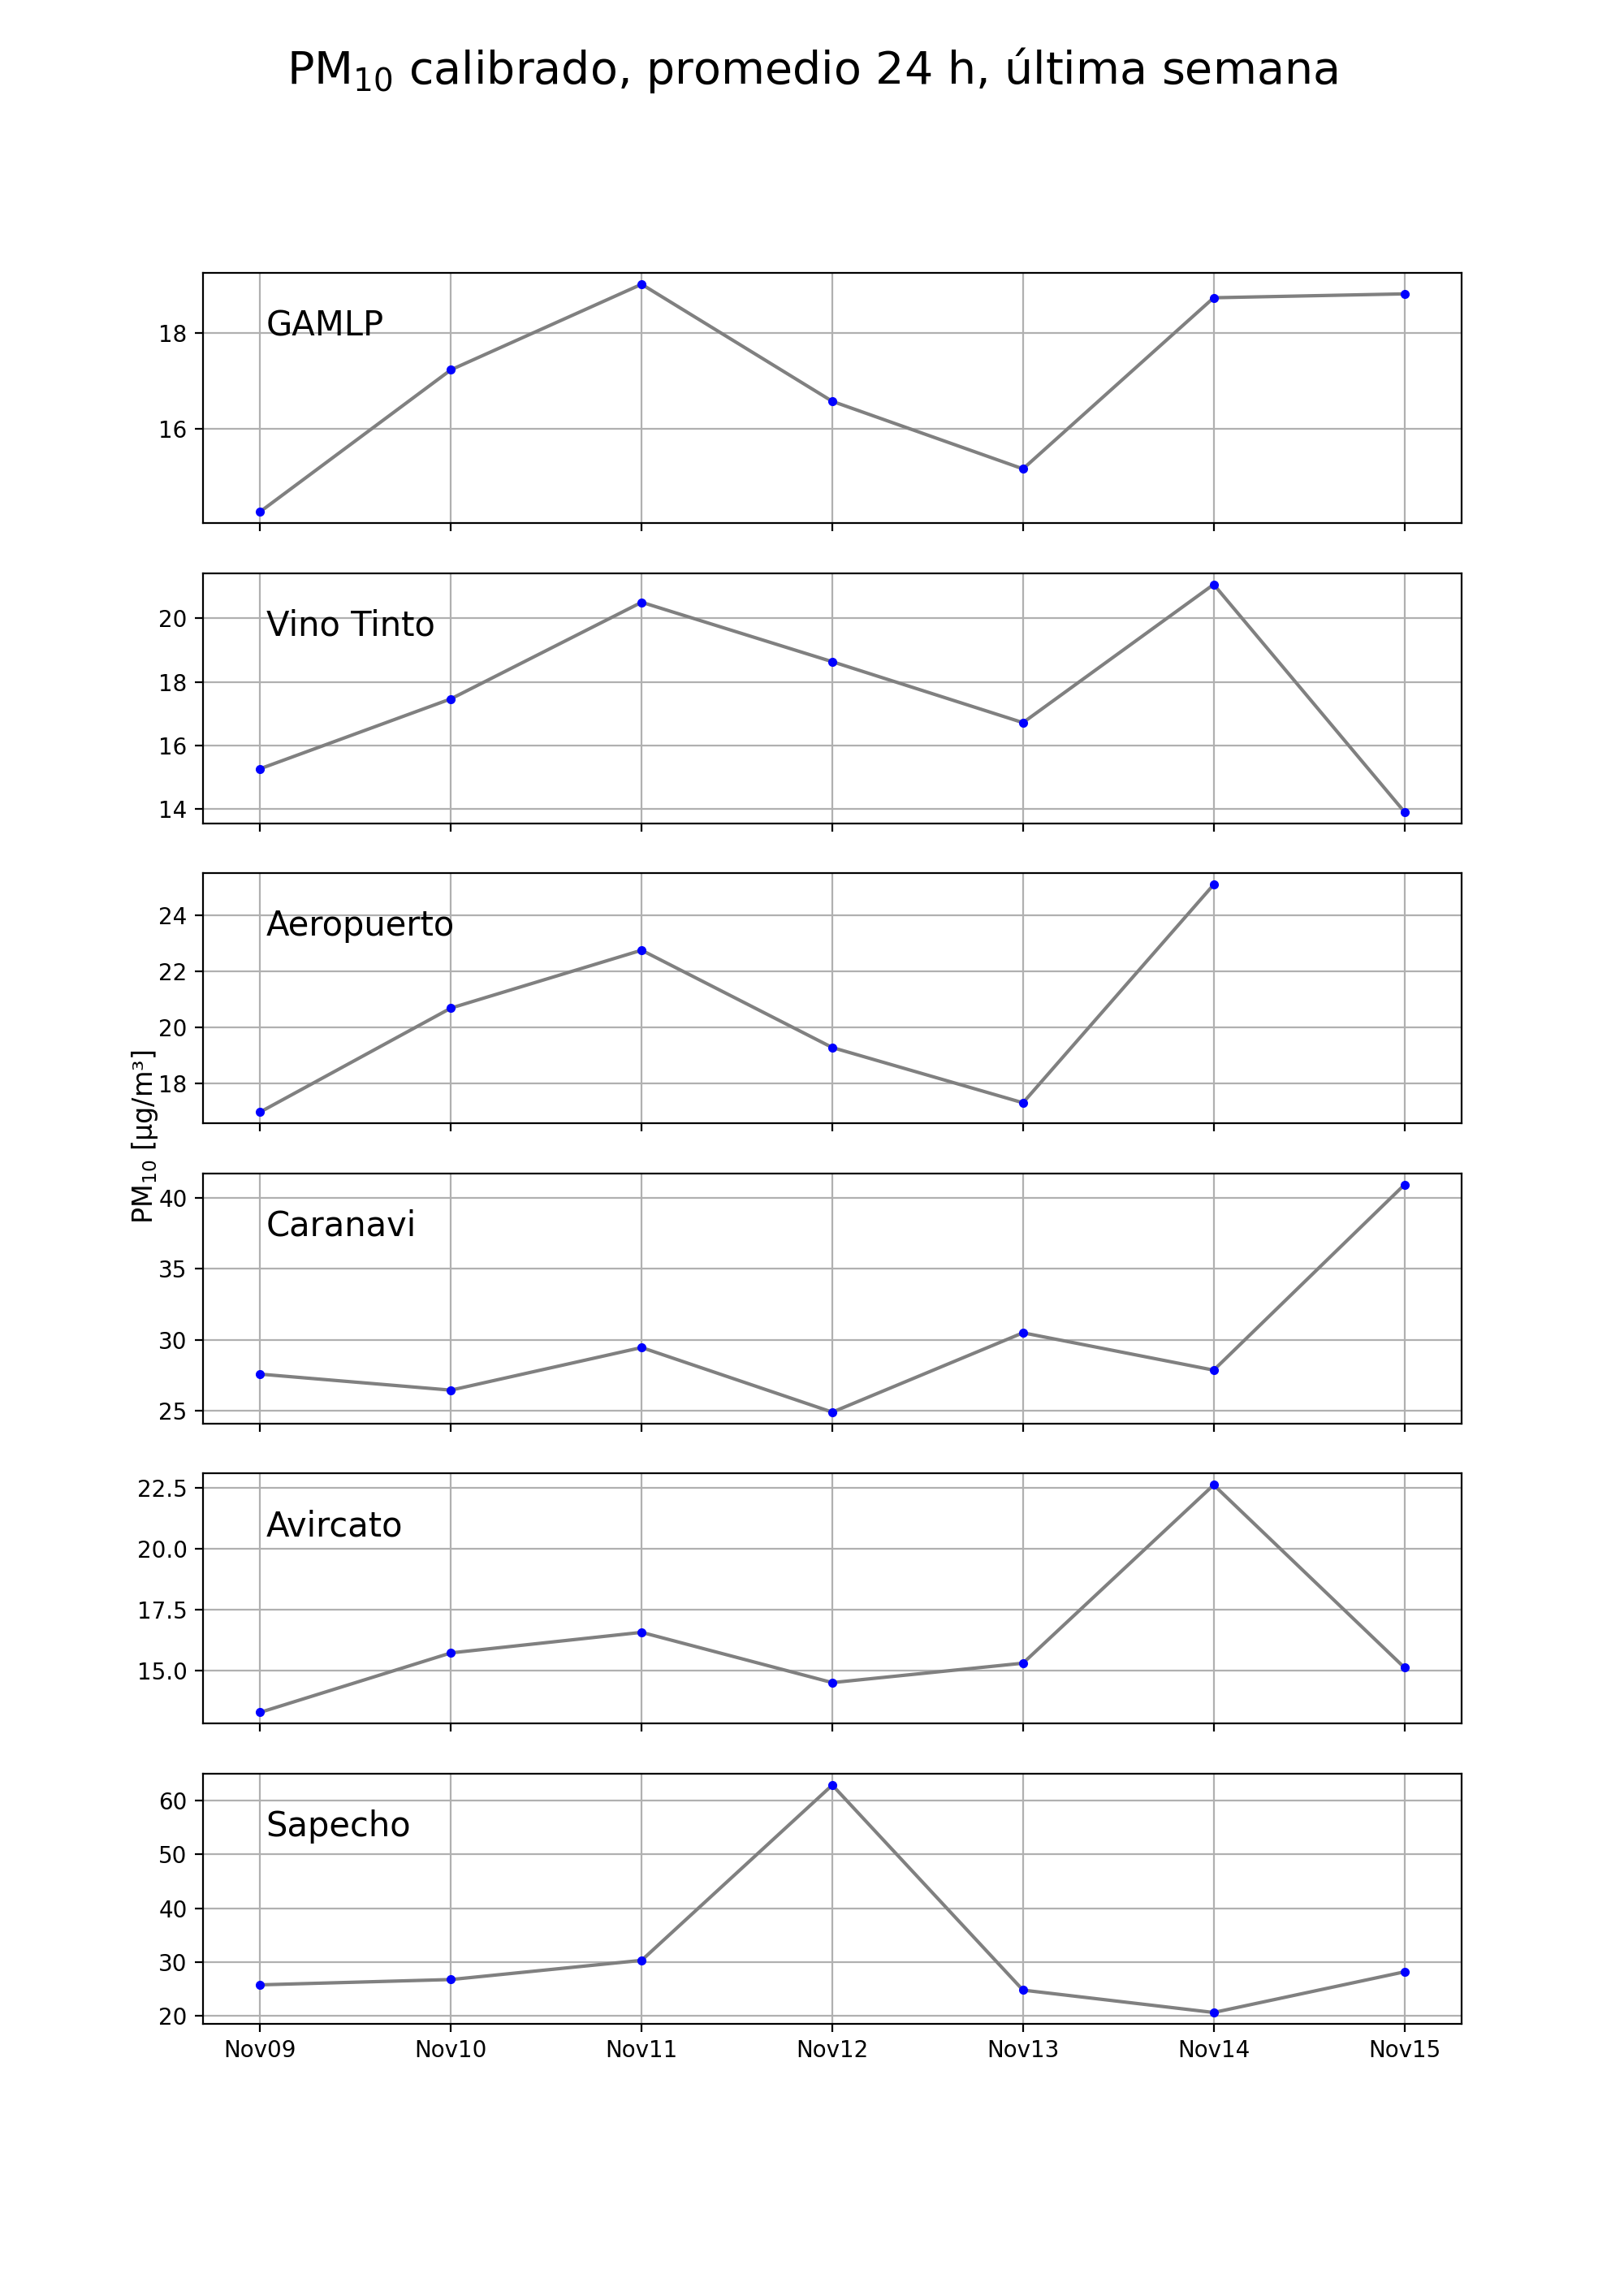 PM₁₀ calibrado, promedio 24 h, última semana
GAMLP
18
16
Vino Tinto
20
18
16
14
Aeropuerto
24
22
20
18
PM₁₀ [µg/m³]
Caranavi
40
35
30
25
Avircato
22.5
20.0
17.5
15.0
Sapecho
60
50
40
30
20
Nov09 Nov10 Nov11 Nov12 Nov13 Nov14 Nov15